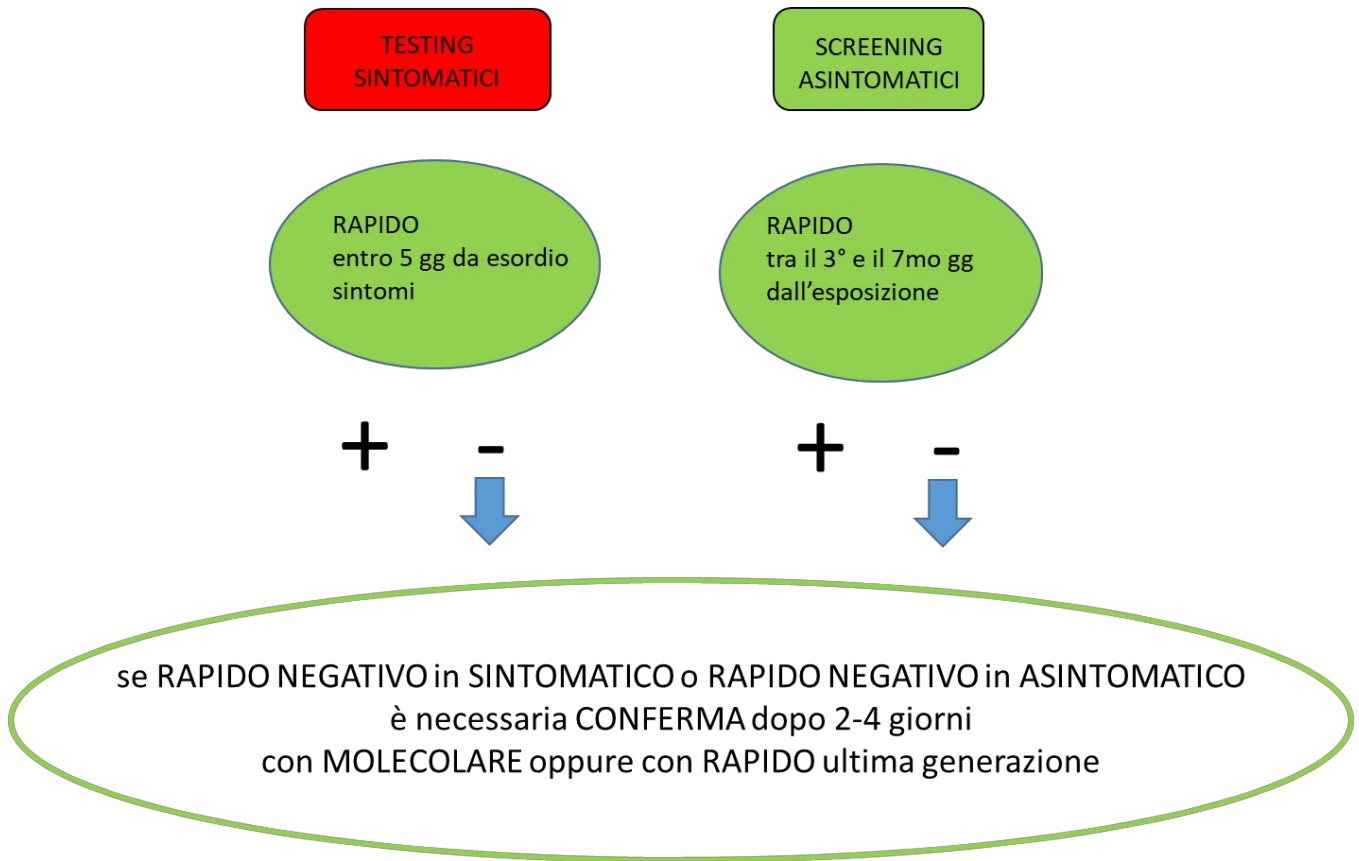 TESTING
SINTOMATICI
SCREENING
ASINTOMATICI
RAPIDO
entro 5 gg da esordio
sintomi
RAPIDO
tra il 3° e il 7mo gg
dall'esposizione
+ -
+ -
se RAPIDO NEGATIVO in SINTOMATICO o RAPIDO NEGATIVO in ASINTOMATICO
è necessaria CONFERMA dopo 2-4 giorni
con MOLECOLARE oppure con RAPIDO ultima generazione